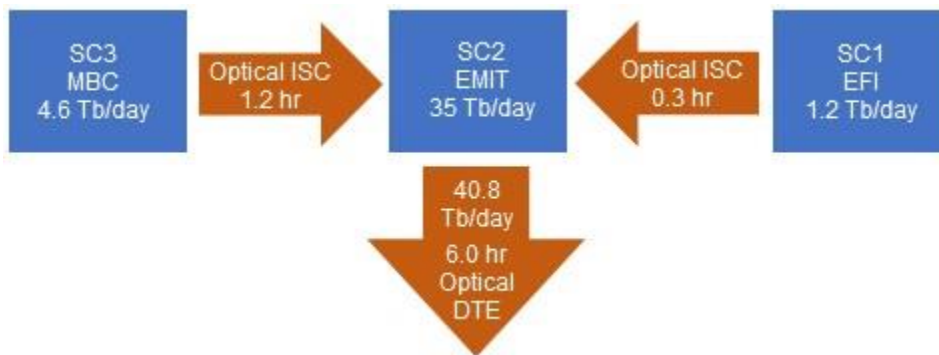 SC3
MBC
4.6 Tb/day
Optical ISC
1.2 hr
SC2
EMIT
35 Tb/day
Optical ISC
0.3 hr
SC1
EFI
1.2 Tb/day
40.8
Tb/day
6.0 hr
Optical
DTE